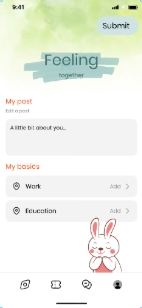 9:41
Submit
Feeling
together
My post
Edit a post
A little bit about you...
My basics
Work
Add
Education
Add